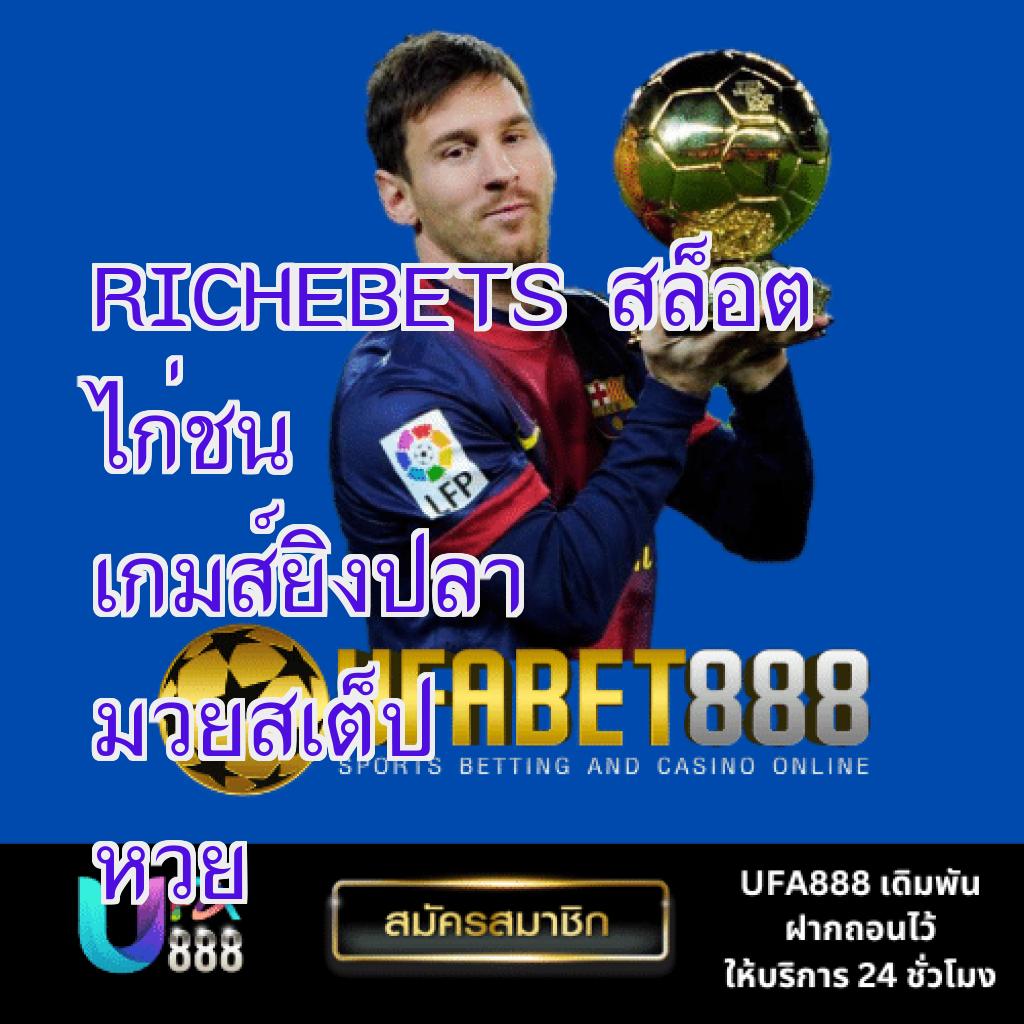 RICHEBETS สล็อต
ไก่ชน
LFP
เกมส์ยิงปลา
UFABET888
มวยสเต็ป
SPORTS BETTING AND CASINO ONLINE
หวย
UFA
888
สมัครสมาชิก
UFA888 เดิมพัน
ฝากถอนไว้
ให้บริการ 24 ชั่วโมง